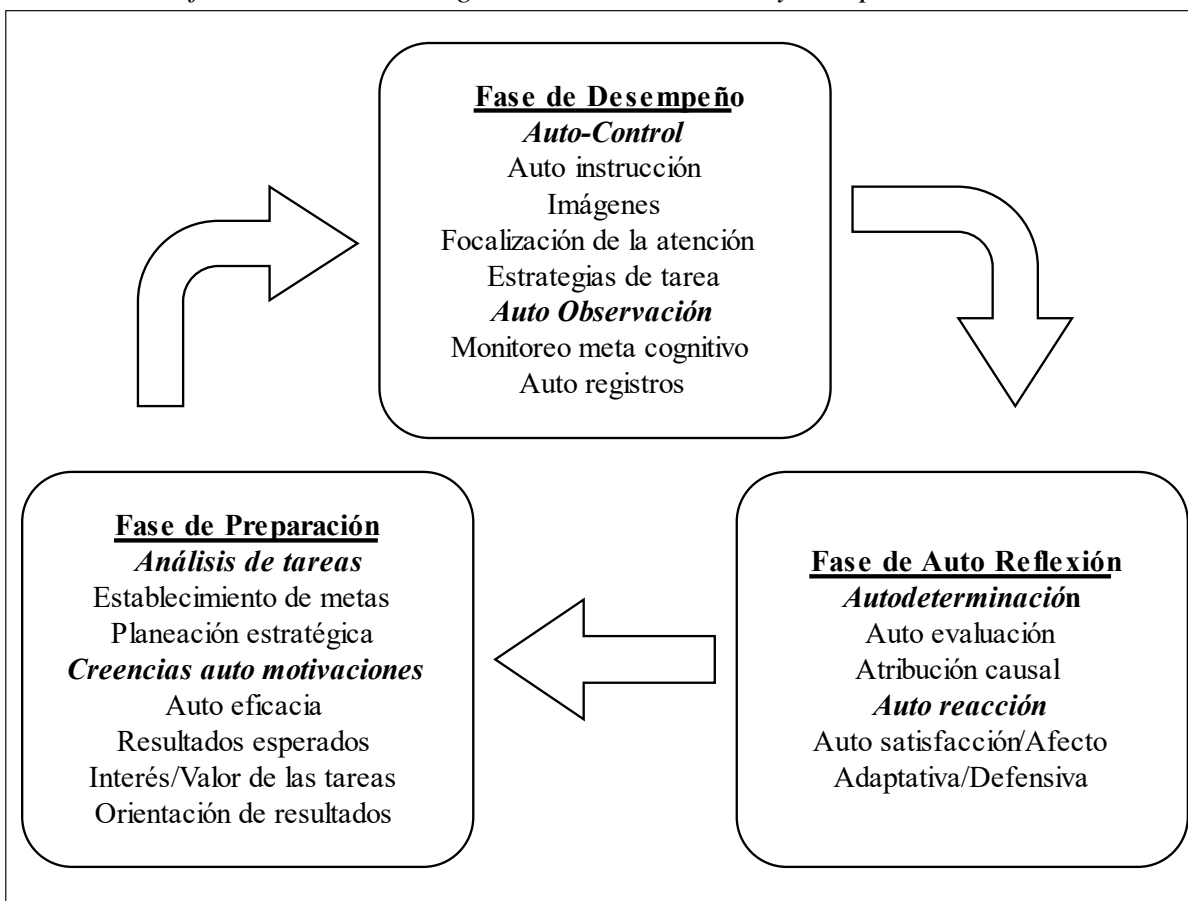 Fase de Desempeño
Auto-Control
Auto instrucción
Imágenes
Focalización de la atención
Estrategias de tarea
Auto Observación
Monitoreo meta cognitivo
Auto registros
Fase de Preparación
Análisis de tareas
Establecimiento de metas
Planeación estratégica
Creencias auto motivaciones
Auto eficacia
Resultados esperados
Interés/Valor de las tareas
Orientación de resultados
Fase de Auto Reflexión
Autodeterminación
Auto evaluación
Atribución causal
Auto reacción
Auto satisfacción/Afecto
Adaptativa/Defensiva